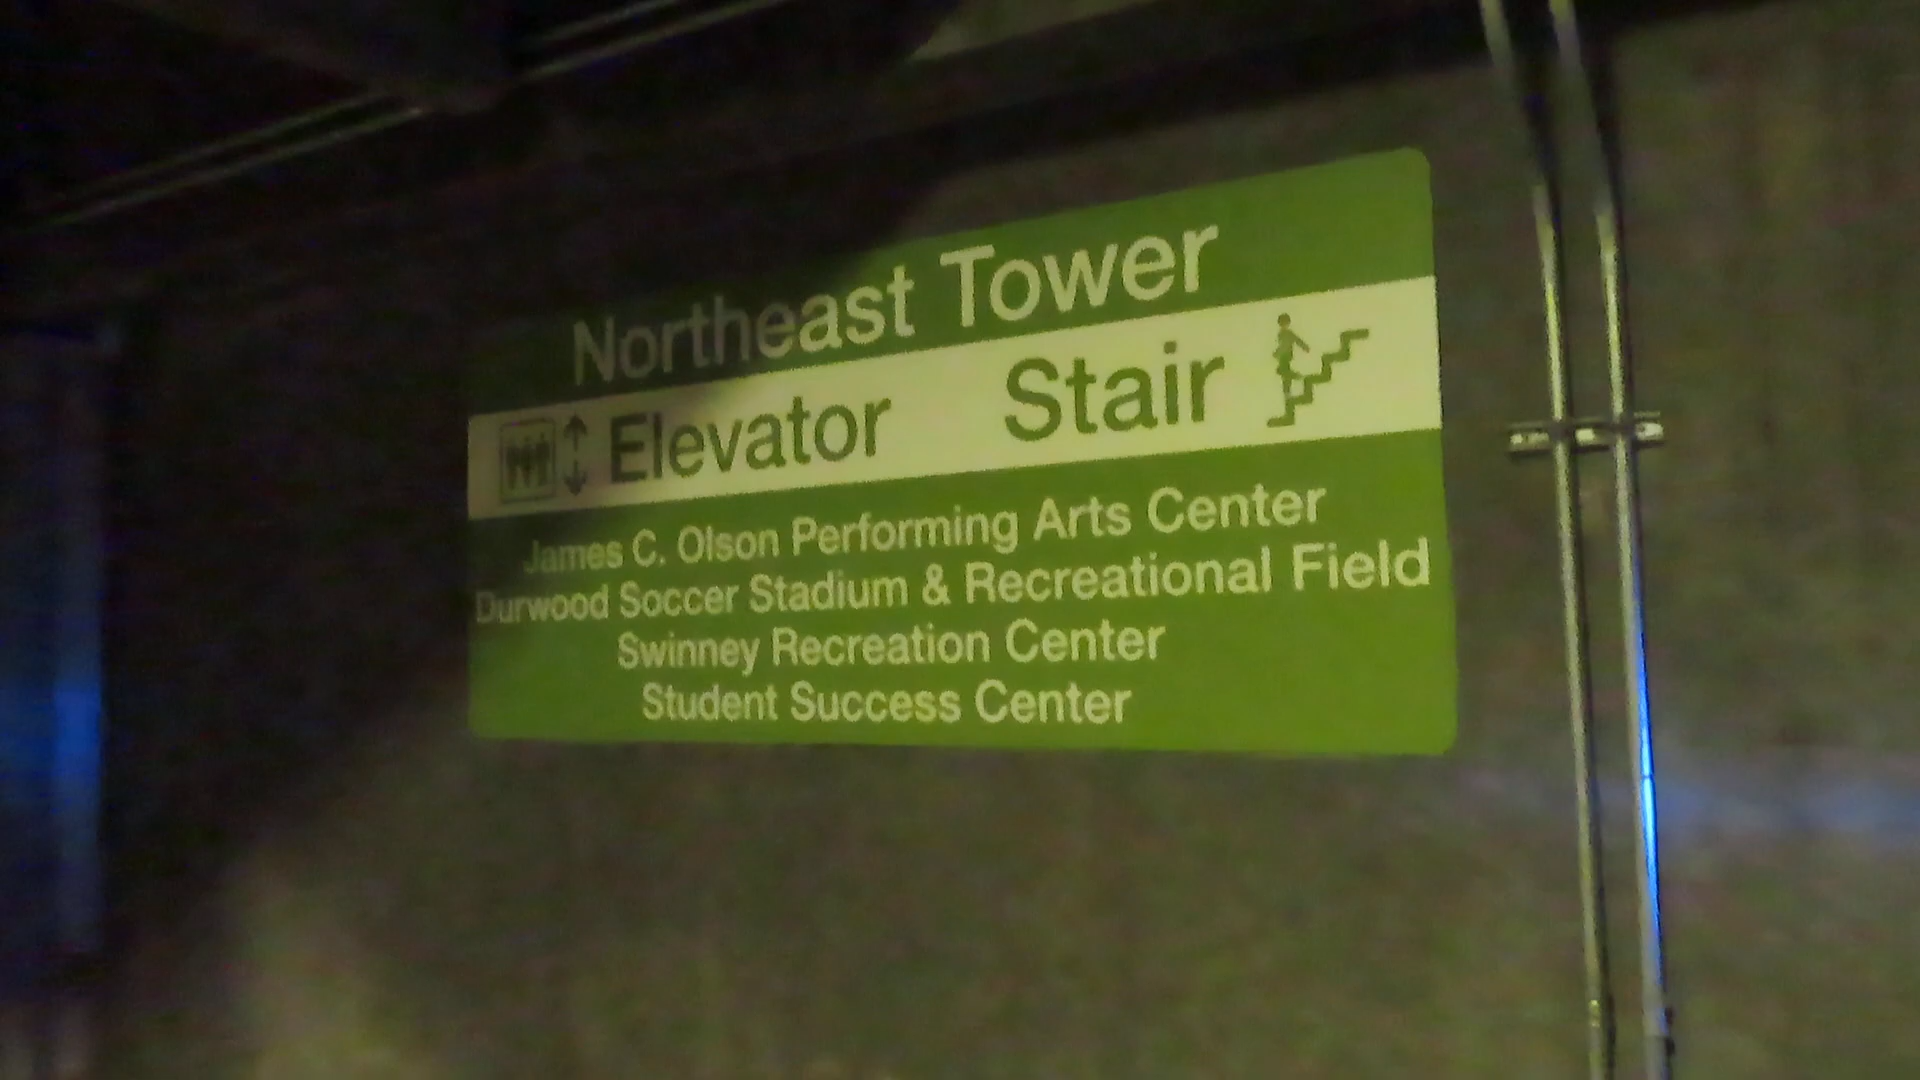 Northeast Tower
Elevator Stair
James C. Olson Performing Arts Center
Durwood Soccer Stadium & Recreational Field
Swinney Recreation Center
Student Success Center